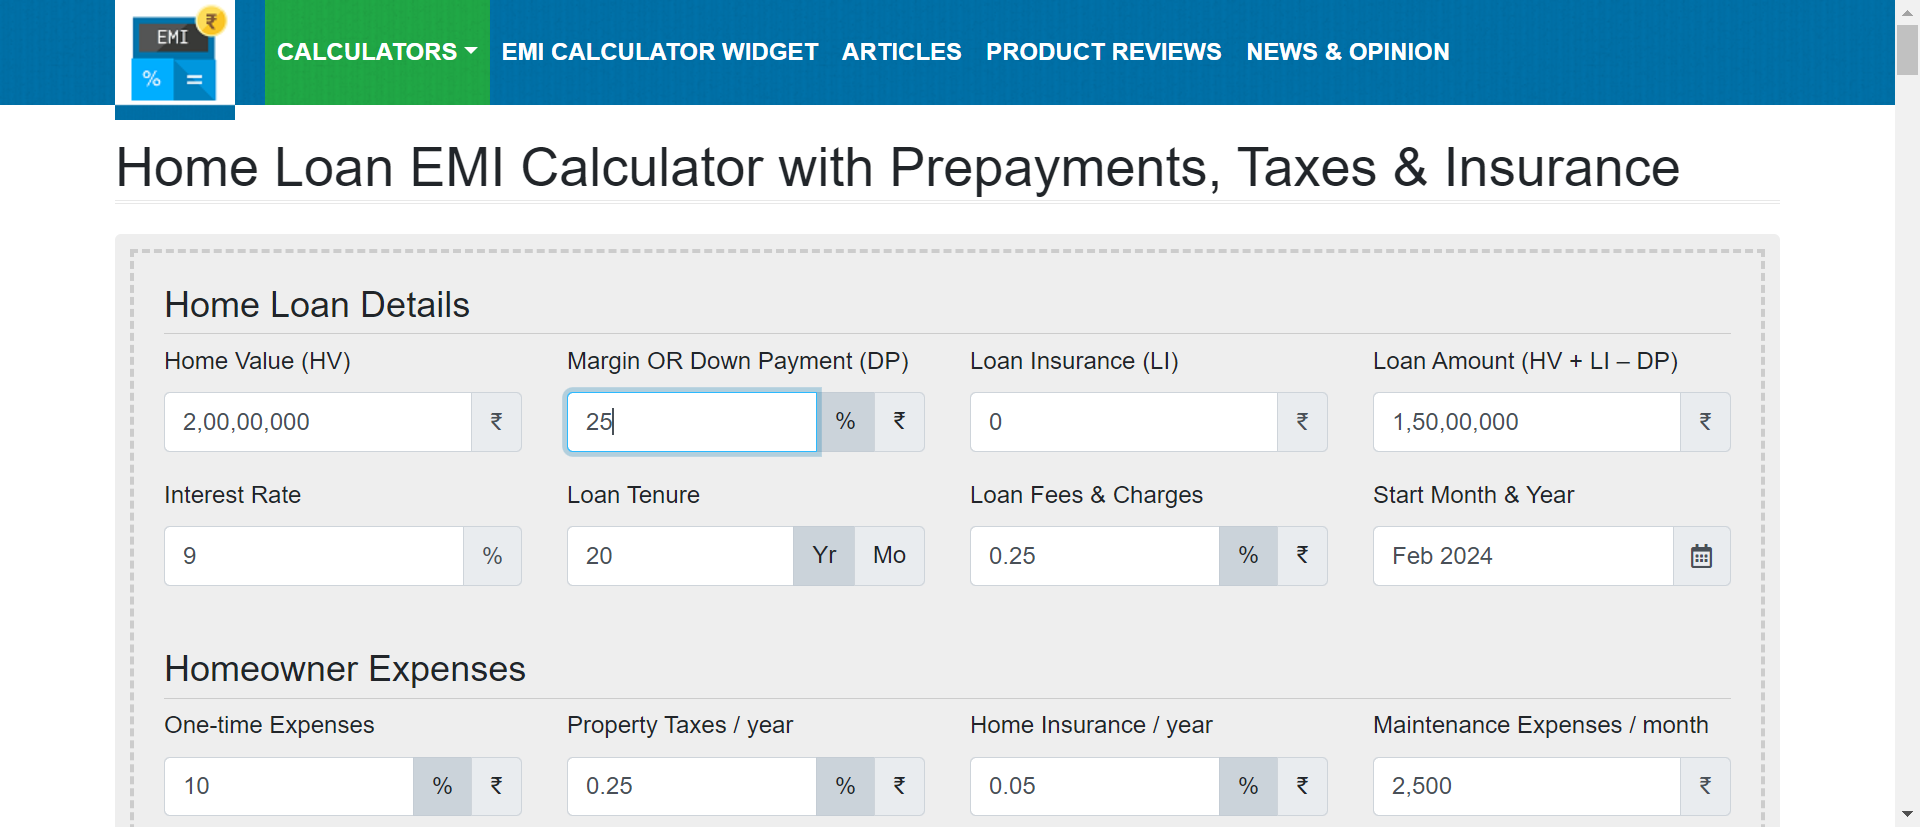 EMI
₹
% =
CALCULATORS EMI CALCULATOR WIDGET ARTICLES PRODUCT REVIEWS NEWS & OPINION
Home Loan EMI Calculator with Prepayments, Taxes & Insurance
Home Loan Details
Home Value (HV) Margin OR Down Payment (DP) Loan Insurance (LI) Loan Amount (HV + LI – DP)
2,00,00,000 ₹ 25 % ₹ 0 ₹ 1,50,00,000 ₹
Interest Rate Loan Tenure Loan Fees & Charges Start Month & Year
9 % 20 Yr Mo 0.25 % ₹ Feb 2024
Homeowner Expenses
One-time Expenses Property Taxes / year Home Insurance / year Maintenance Expenses / month
10 % ₹ 0.25 % ₹ 0.05 % ₹ 2,500 ₹